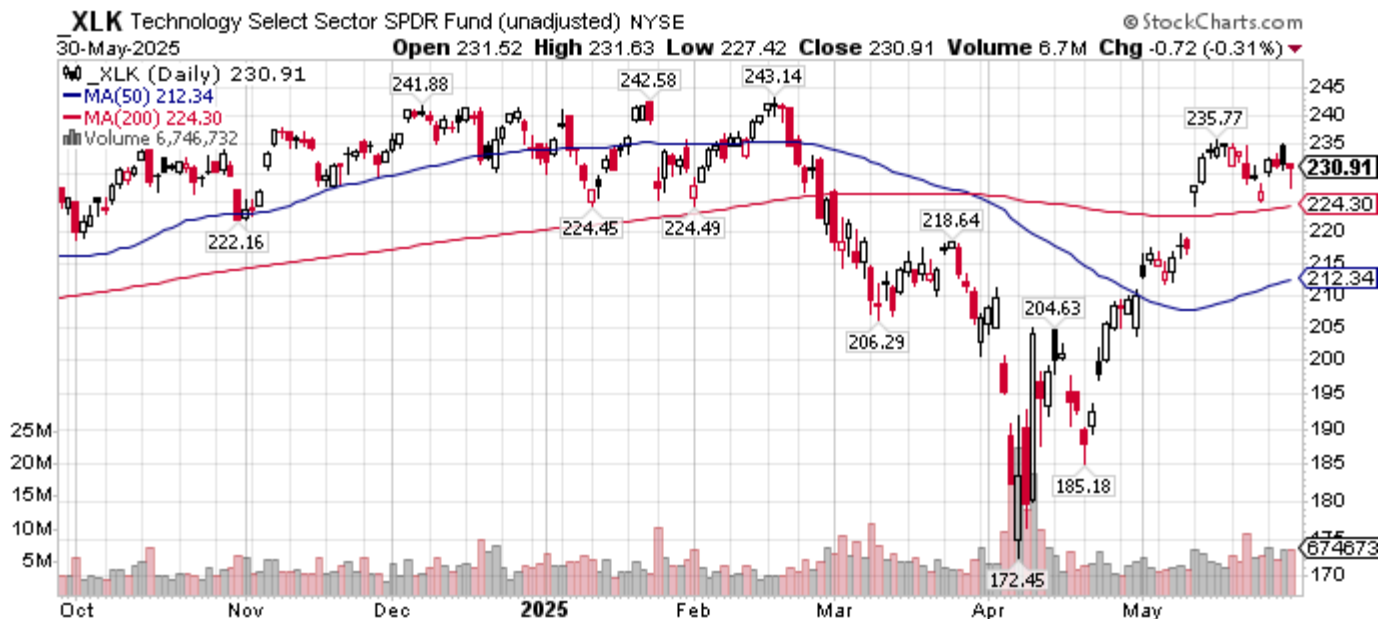 _XLK Technology Select Sector SPDR Fund (unadjusted) NYSE
© StockCharts.com
30-May-2025
Open 231.52 High 231.63 Low 227.42 Close 230.91 Volume 6.7M Chg -0.72 (-0.31%)
_XLK (Daily) 230.91
MA(50) 212.34
MA(200) 224.30
Volume 6,746,732
241.88
242.58
243.14
235.77
222.16
224.45
224.49
218.64
206.29
204.63
185.18
172.45
245
240
235
230.91
224.30
220
215
212.34
210
205
200
195
190
185
180
175
674673
170
25M
20M
15M
10M
5M
Oct Nov Dec 2025 Feb Mar Apr May